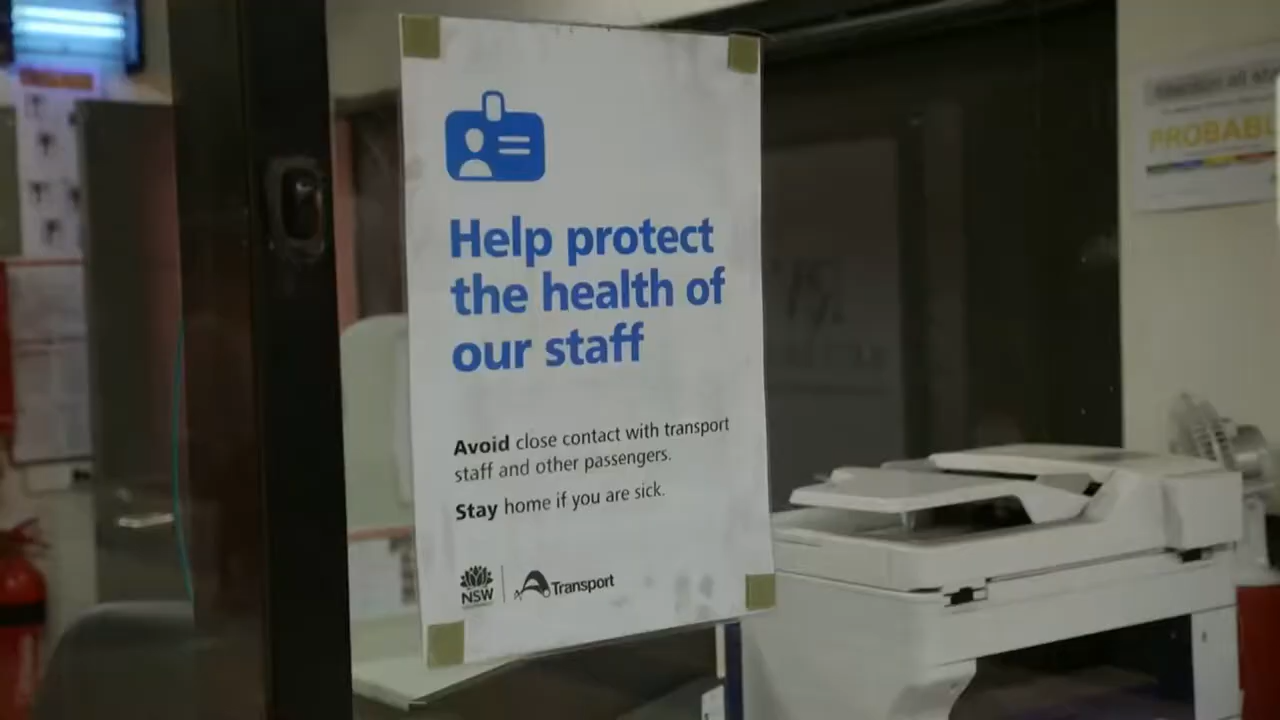 Help protect
the health of
our staff
Avoid close contact with transport
staff and other passengers.
Stay home if you are sick.
NSW
Transport
PROBABL